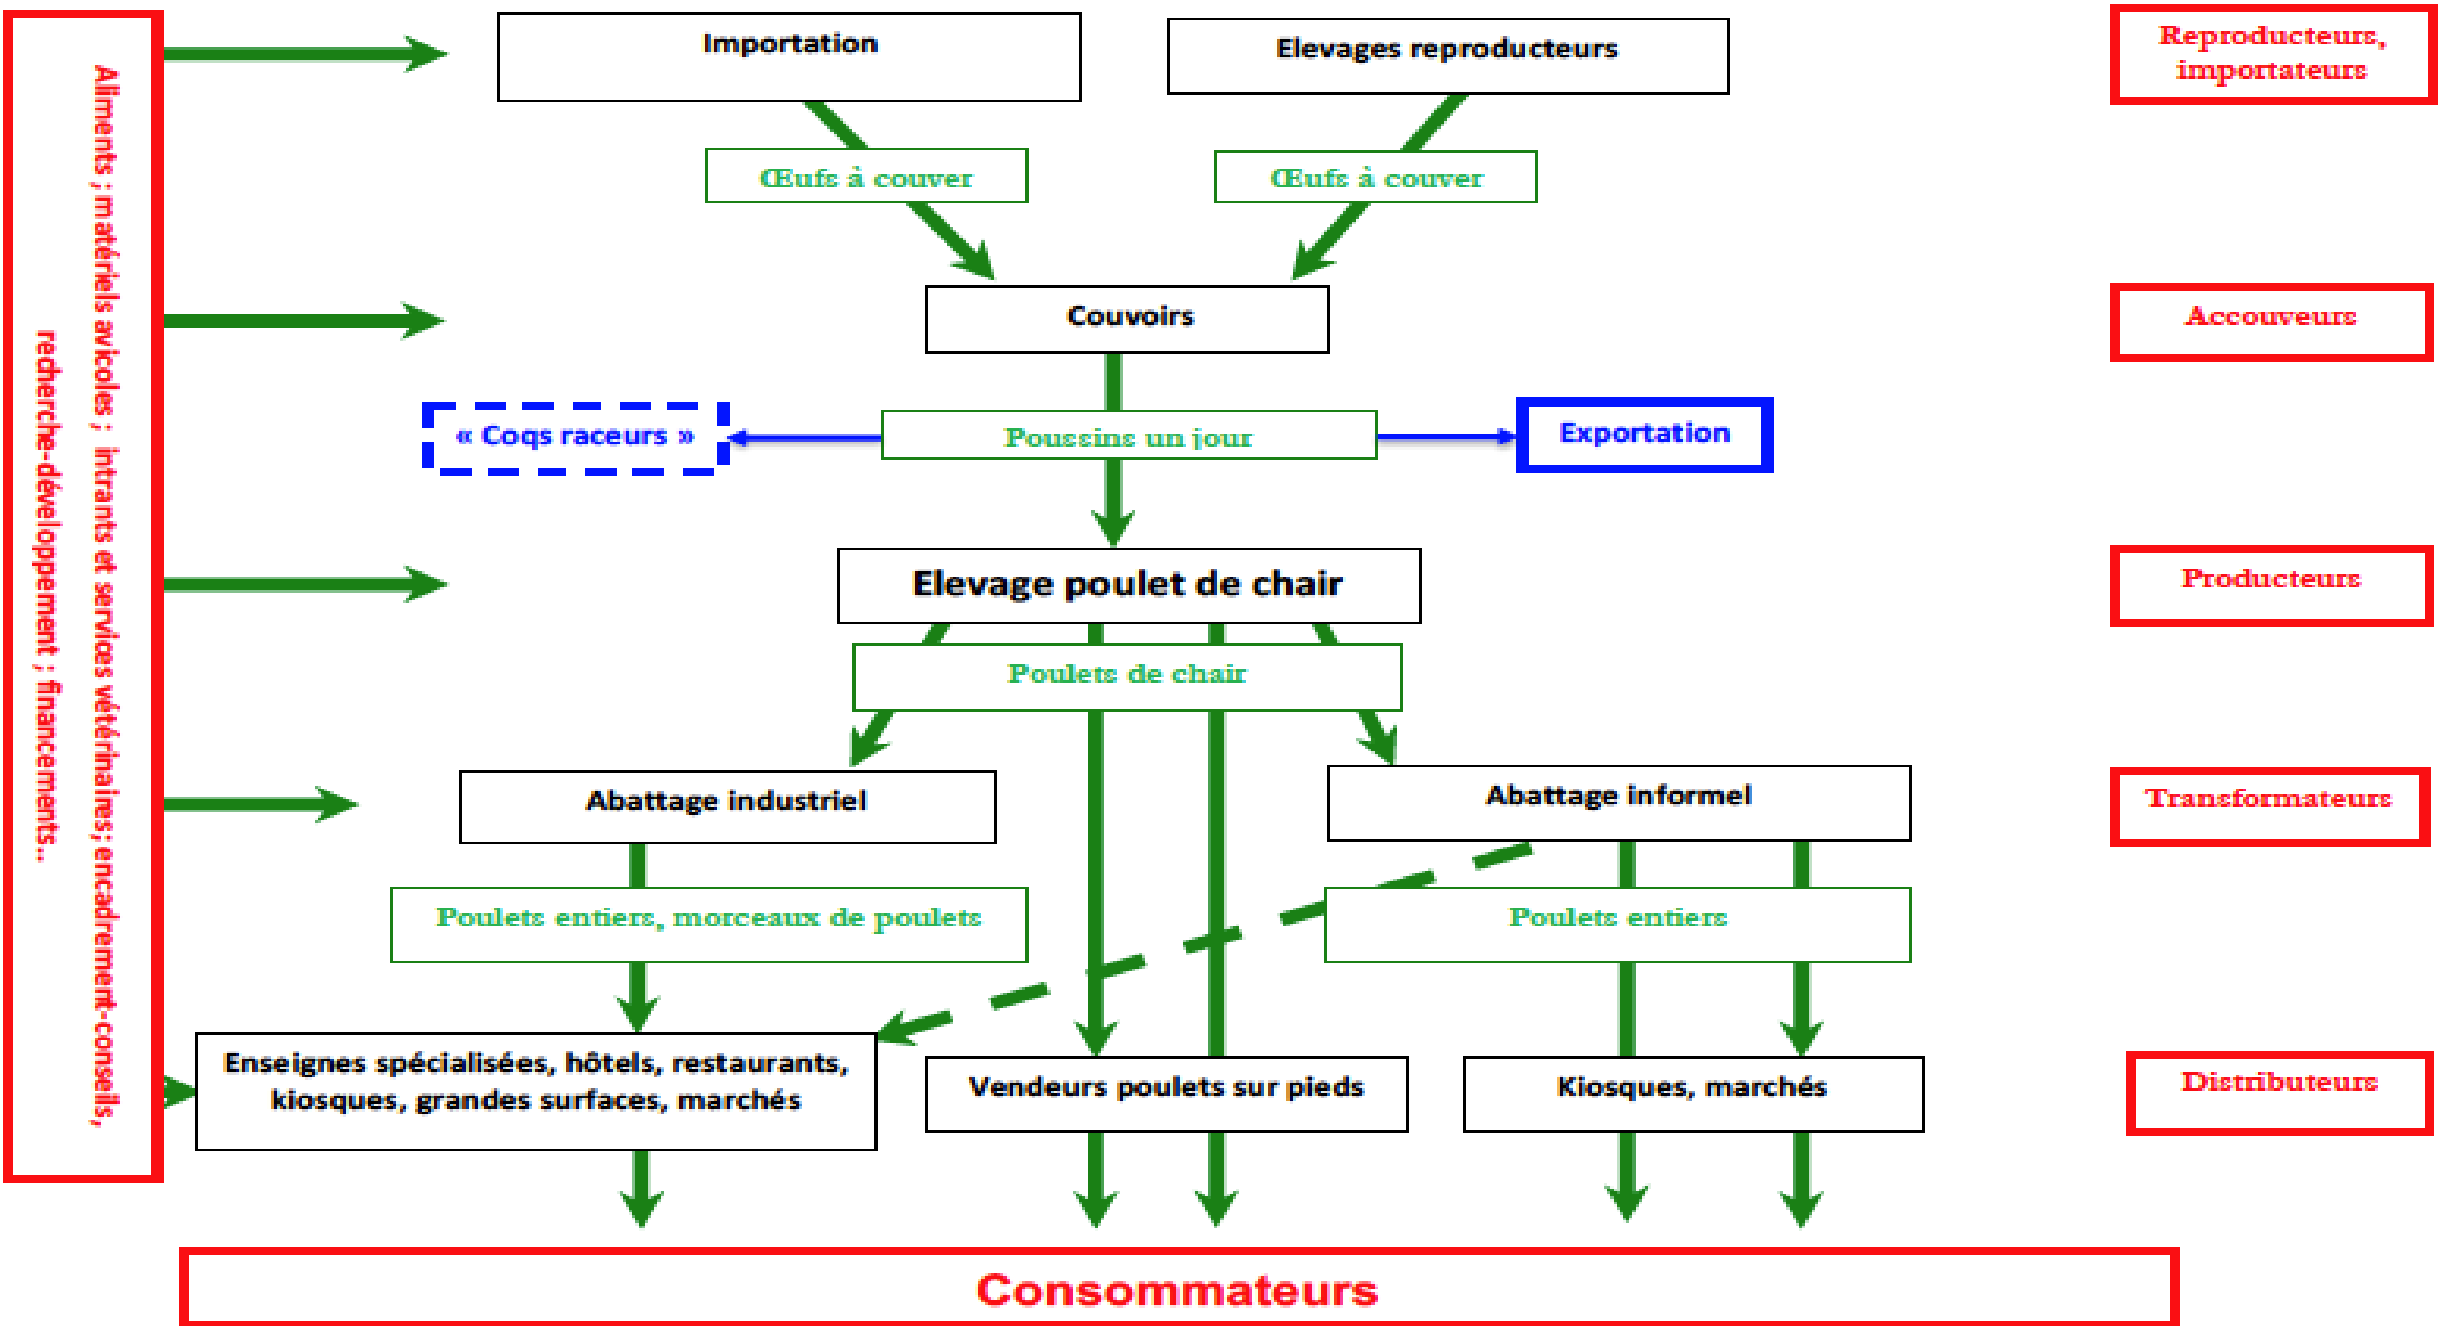 Importation
Elevages reproducteurs
Reproducteurs,
importateurs
Œufs à couver
Œufs à couver
Couvoirs
Accouveurs
« Coqs raceurs »
Poussins un jour
Exportation
Elevage poulet de chair
Producteurs
Poulets de chair
Abattage industriel
Abattage informel
Transformateurs
Poulets entiers, morceaux de poulets
Poulets entiers
Enseignes spécialisées, hôtels, restaurants,
kiosques, grandes surfaces, marchés
Vendeurs poulets sur pieds
Kiosques, marchés
Distributeurs
Consommateurs
Aliments ; matériels avicoles ; intrants et services vétérinaires; encadrement-conseils,
recherche-développement ; financements...